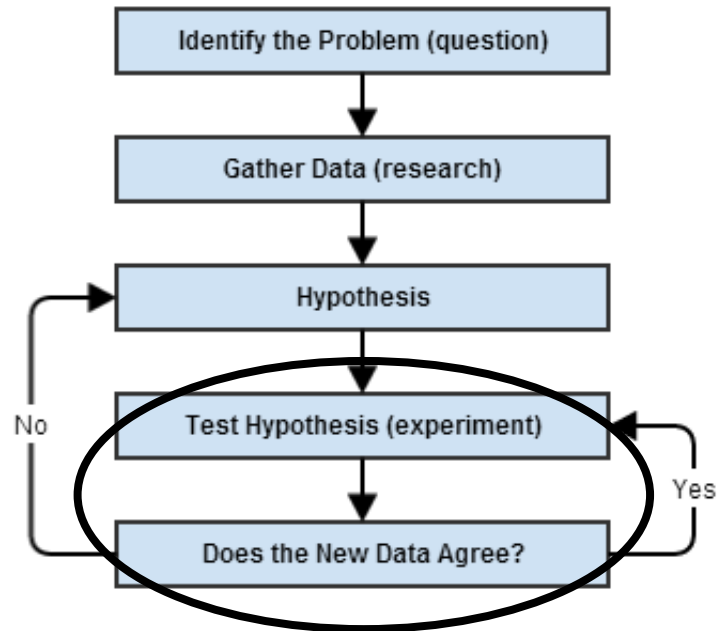 Identify the Problem (question)
Gather Data (research)
Hypothesis
Test Hypothesis (experiment)
No
Yes
Does the New Data Agree?